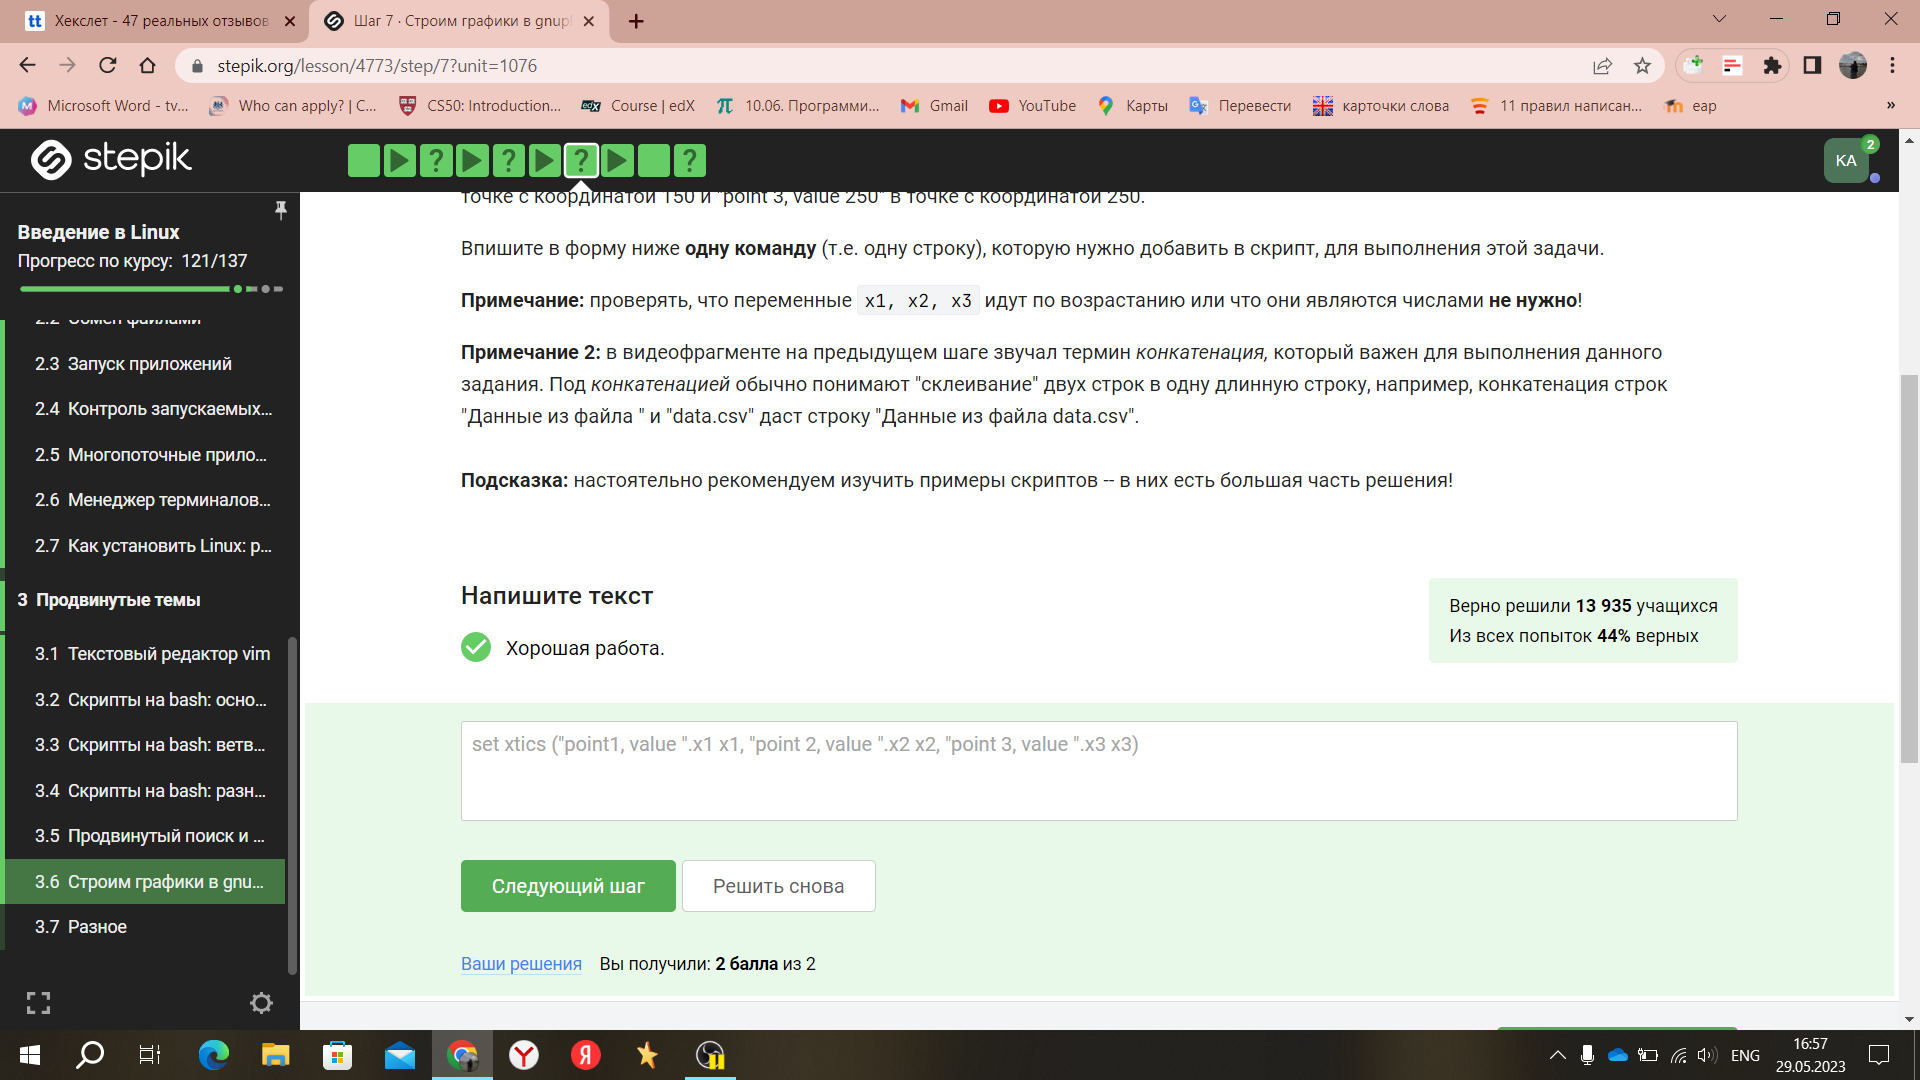 tt Хекслет - 47 реальных отзывов
Шаг 7 · Строим графики в gnupl
stepik.org/lesson/4773/step/7?unit=1076
Microsoft Word - tv...
Who can apply? | C...
CS50: Introduction...
edX Course | edX
10.06. Программи...
Gmail
YouTube
Карты
Перевести
карточки слова
11 правил написан...
eap
»
stepik
? ? ? ?
KA
2
точке с координатой 150 и "point 3, value 250" в точке с координатой 250.
Введение в Linux
Прогресс по курсу: 121/137
2.2 Обмен файлами
2.3 Запуск приложений
2.4 Контроль запускаемых...
2.5 Многопоточные прило...
2.6 Менеджер терминалов...
2.7 Как установить Linux: р...
3 Продвинутые темы
3.1 Текстовый редактор vim
3.2 Скрипты на bash: осно...
3.3 Скрипты на bash: ветв...
3.4 Скрипты на bash: разн...
3.5 Продвинутый поиск и ...
3.6 Строим графики в gnu...
3.7 Разное
Впишите в форму ниже одну команду (т.е. одну строку), которую нужно добавить в скрипт, для выполнения этой задачи.
Примечание: проверять, что переменные x1, x2, x3 идут по возрастанию или что они являются числами не нужно!
Примечание 2: в видеофрагменте на предыдущем шаге звучал термин конкатенация, который важен для выполнения данного
задания. Под конкатенацией обычно понимают "склеивание" двух строк в одну длинную строку, например, конкатенация строк
"Данные из файла " и "data.csv" даст строку "Данные из файла data.csv".
Подсказка: настоятельно рекомендуем изучить примеры скриптов -- в них есть большая часть решения!
Напишите текст
Хорошая работа.
Верно решили 13 935 учащихся
Из всех попыток 44% верных
set xtics ("point1, value ".x1 x1, "point 2, value ".x2 x2, "point 3, value ".x3 x3)
Следующий шаг
Решить снова
Ваши решения Вы получили: 2 балла из 2
ENG
16:57
29.05.2023